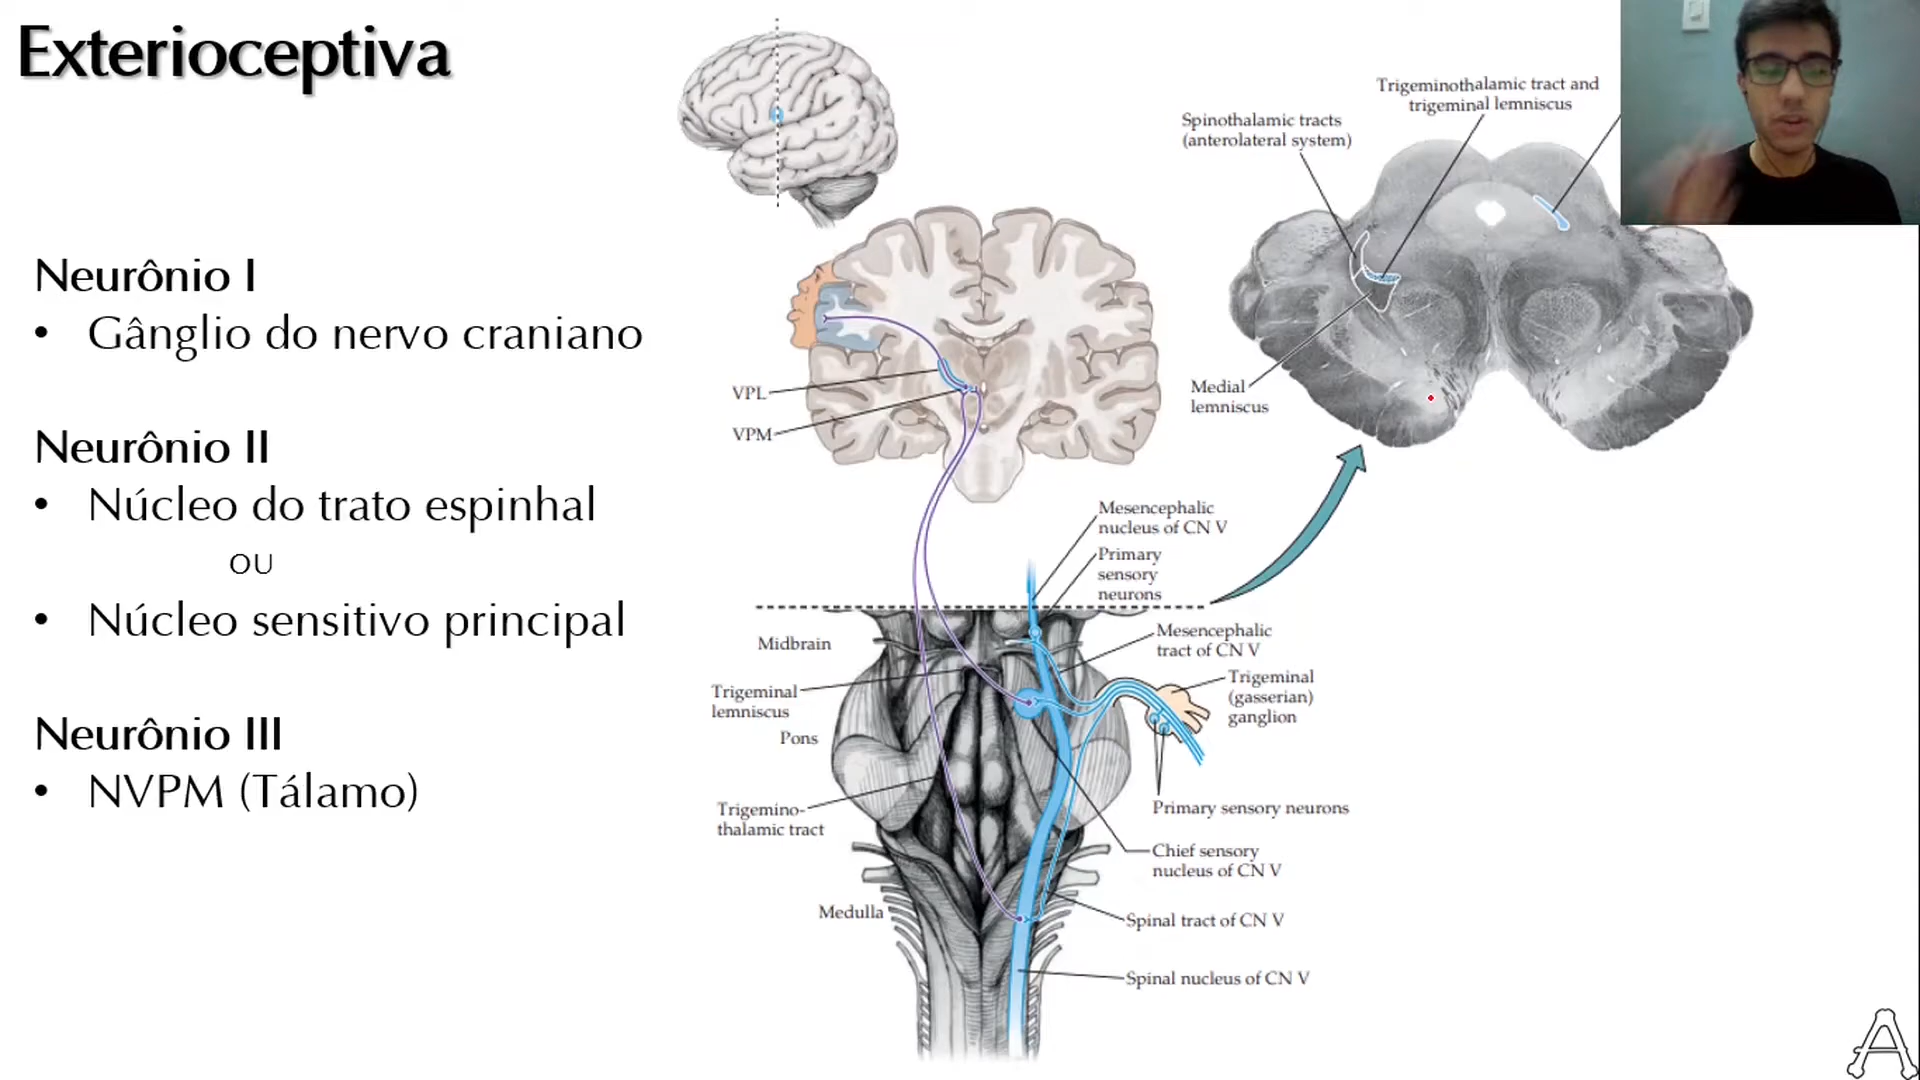 Exterioceptiva
Neurônio I
• Gânglio do nervo craniano
Neurônio II
• Núcleo do trato espinhal
ou
• Núcleo sensitivo principal
Neurônio III
• NVPM (Tálamo)
VPL
VPM
Spinothalamic tracts
(anterolateral system)
Trigeminothalamic tract and
trigeminal lemniscus
Medial
lemniscus
Mesencephalic
nucleus of CN V
Primary
sensory
neurons
Midbrain
Mesencephalic
tract of CN V
Trigeminal
lemniscus
Trigeminal
(gasserian)
ganglion
Pons
Trigemino-
thalamic tract
Primary sensory neurons
Chief sensory
nucleus of CN V
Medulla
Spinal tract of CN V
Spinal nucleus of CN V
A